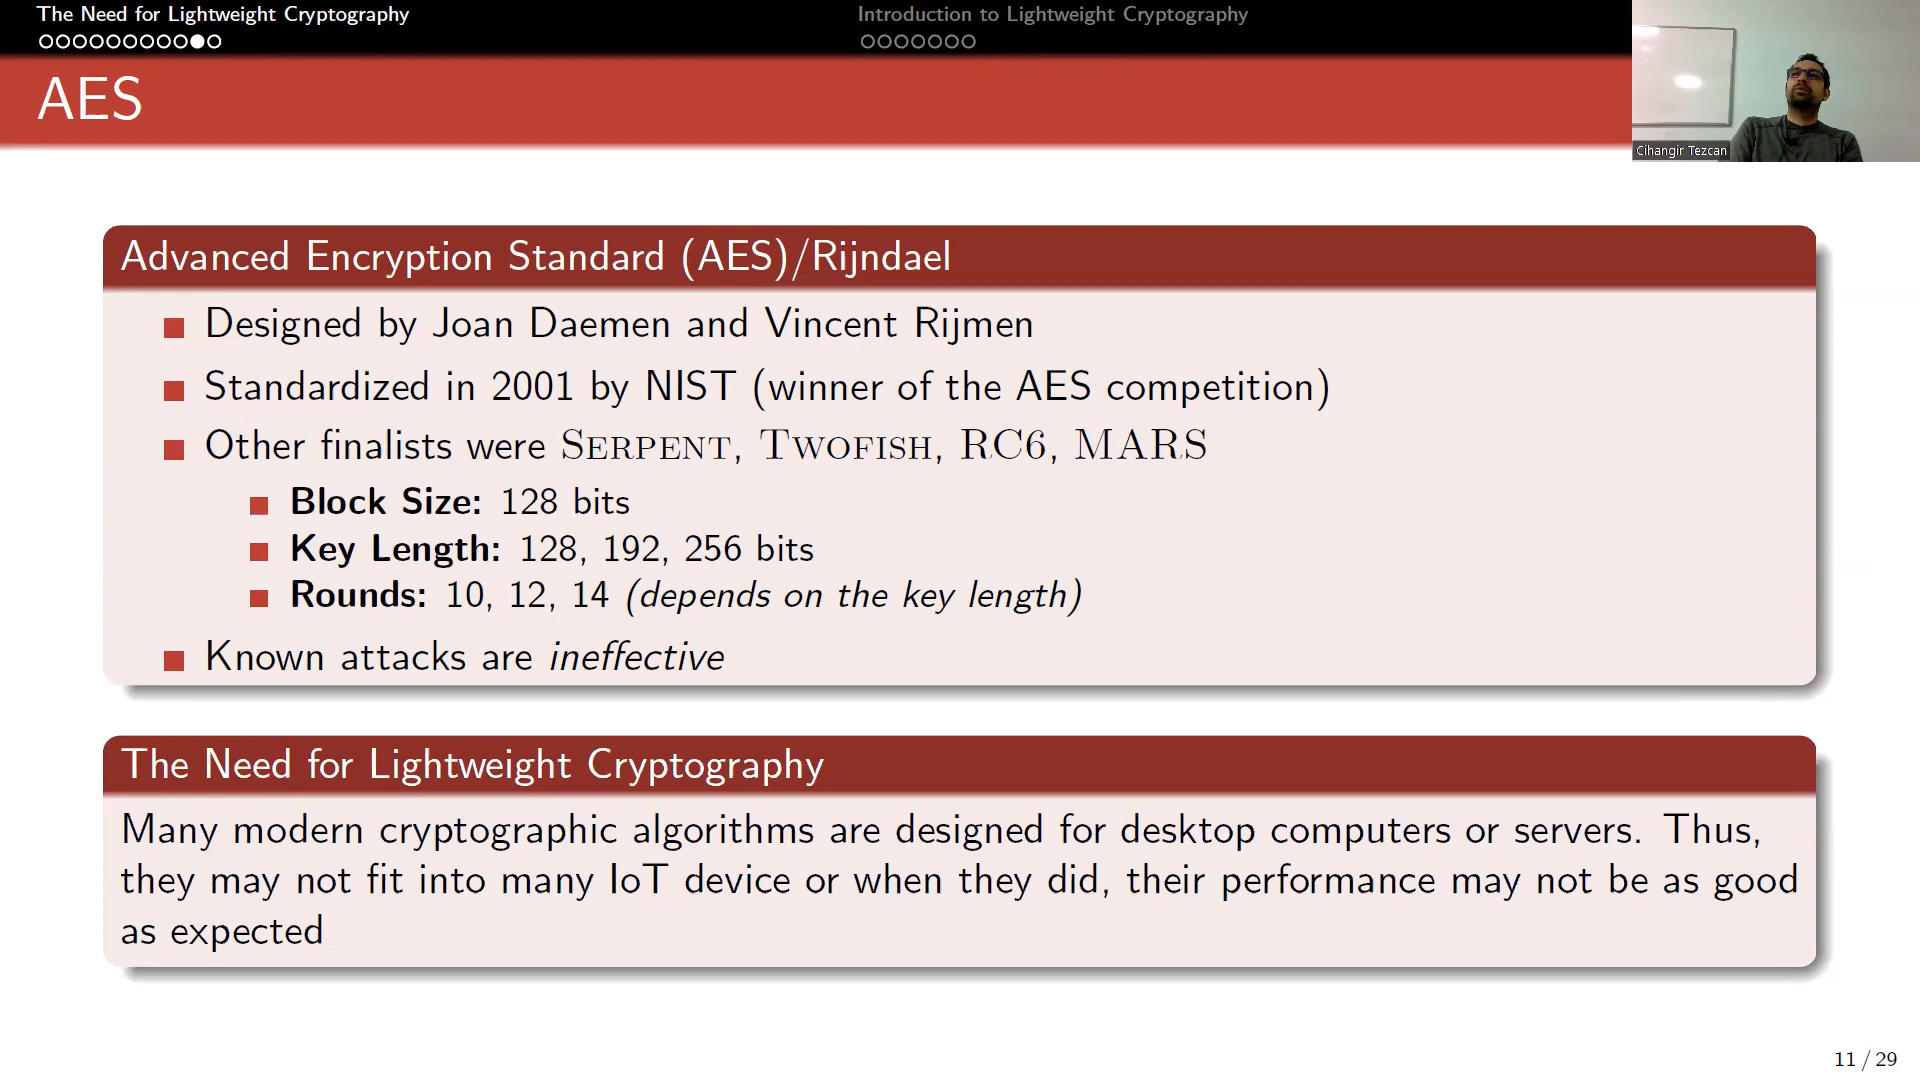 The Need for Lightweight Cryptography
Introduction to Lightweight Cryptography
AES
Cihangir Tezcan
Advanced Encryption Standard (AES)/Rijndael
Designed by Joan Daemen and Vincent Rijmen
Standardized in 2001 by NIST (winner of the AES competition)
Other finalists were SERPENT, TWOFISH, RC6, MARS
Block Size: 128 bits
Key Length: 128, 192, 256 bits
Rounds: 10, 12, 14 (depends on the key length)
Known attacks are ineffective
The Need for Lightweight Cryptography
Many modern cryptographic algorithms are designed for desktop computers or servers. Thus,
they may not fit into many IoT device or when they did, their performance may not be as good
as expected
11 / 29